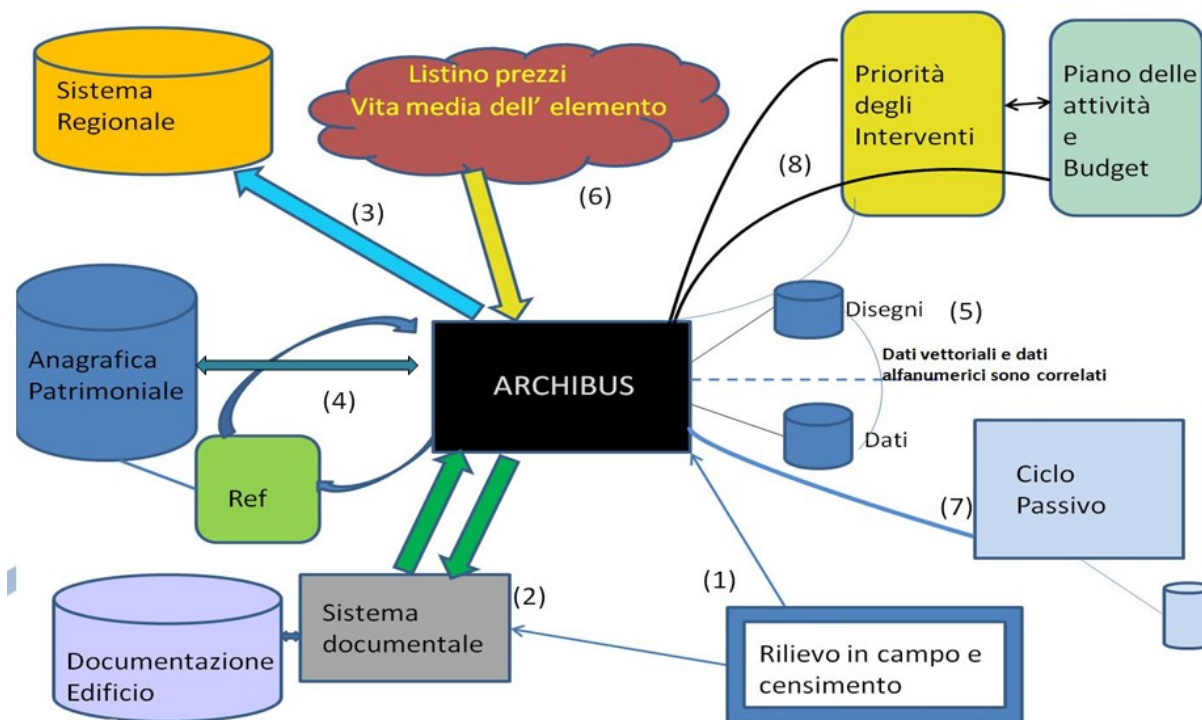 Sistema
Regionale
Listino prezzi
Vita media dell’ elemento
Priorità
degli
Interventi
Piano delle
attività
e
Budget
(8)
(6)
(3)
Anagrafica
Patrimoniale
(4)
ARCHIBUS
Disegni
(5)
Dati vettoriali e dati
alfanumerici sono correlati
Dati
Ref
Ciclo
Passivo
(7)
(1)
(2)
Sistema
documentale
Documentazione
Edificio
Rilievo in campo e
censimento